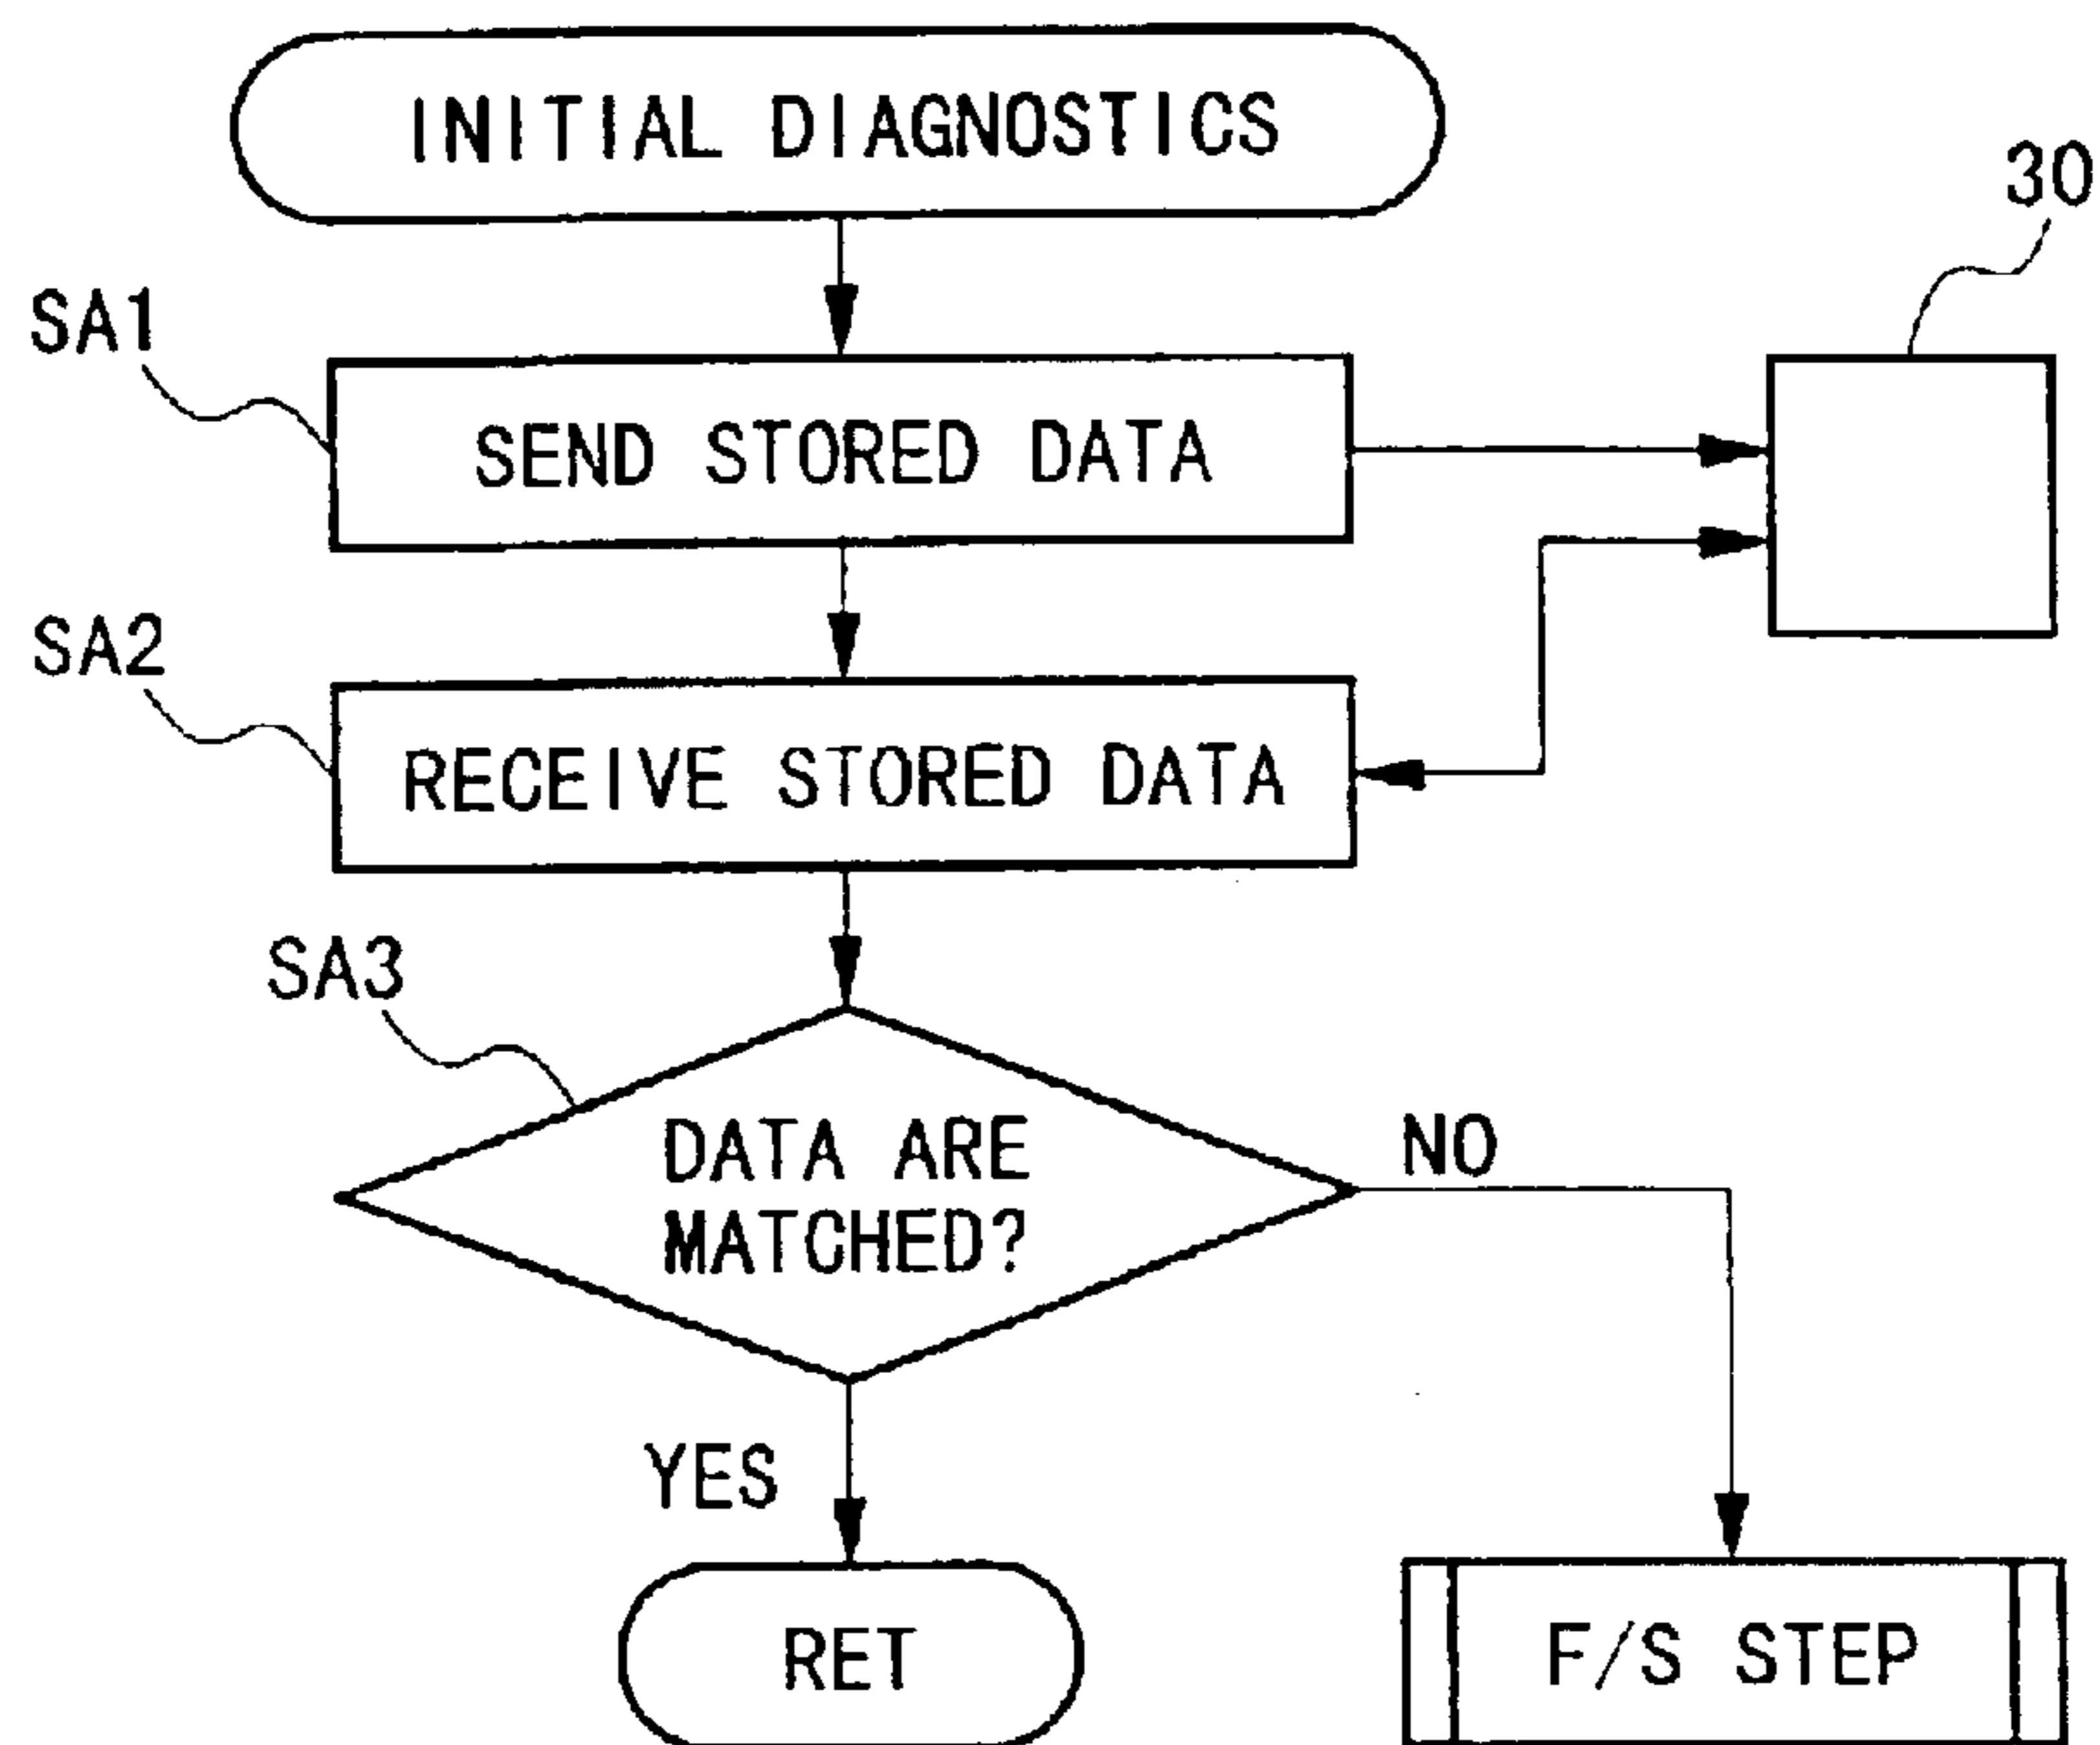 INITIAL DIAGNOSTICS
30
SA1
SEND STORED DATA
SA2
RECEIVE STORED DATA
SA3
DATA ARE
MATCHED?
NO
YES
RET
F/S STEP